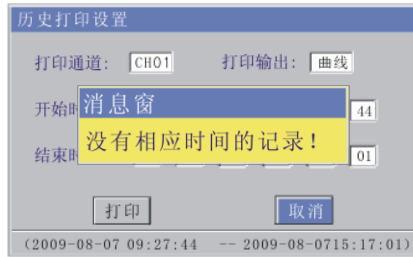 历史打印设置
打印通道: CH01 打印输出: 曲线
开始时 44
消息窗
没有相应时间的记录!
结束时 01
打印 取消
(2009-08-07 09:27:44 -- 2009-08-0715:17:01)